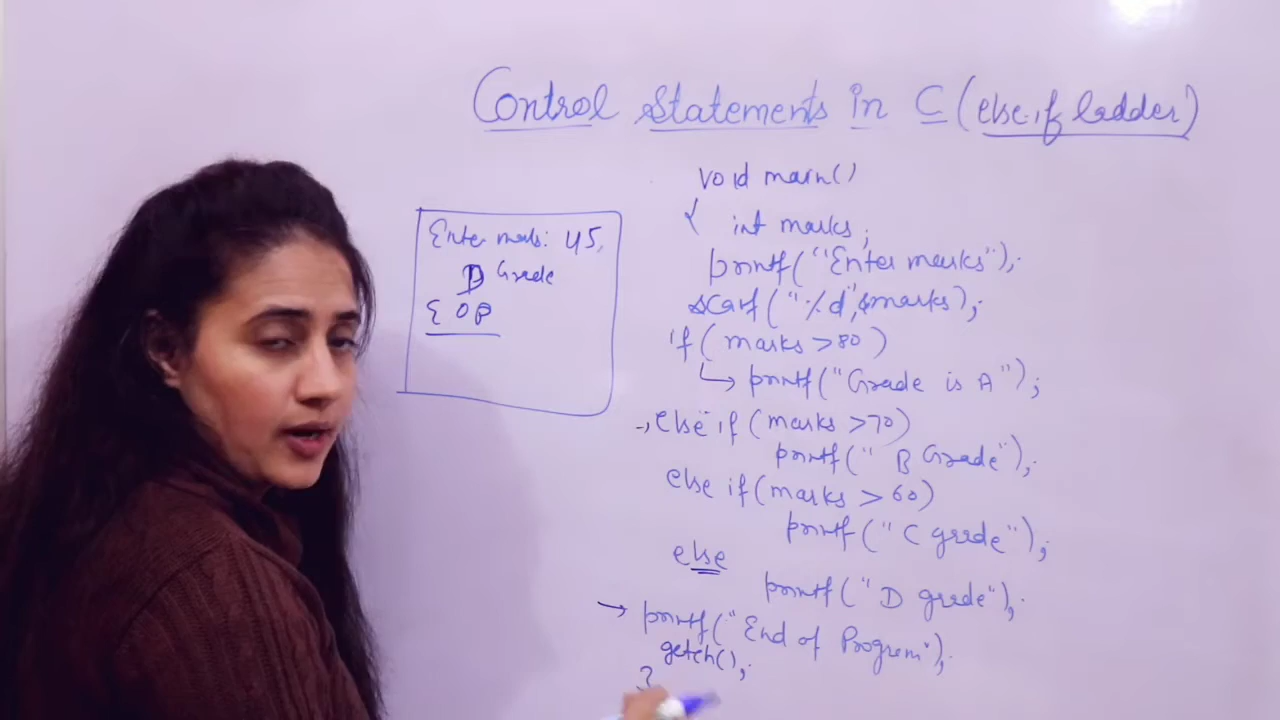 Control Statements in C (else if ladder)
void main()
{ int marks;
printf("Enter marks");
scanf("%d",&marks);
if (marks >80)
printf("Grade is A");
else if (marks >70)
printf(" B Grade");
else if (marks > 60)
printf(" C grade");
else
printf(" D grade");
printf("End of Program");
getch();
}
Enter marks: 45
D Grade
EOP